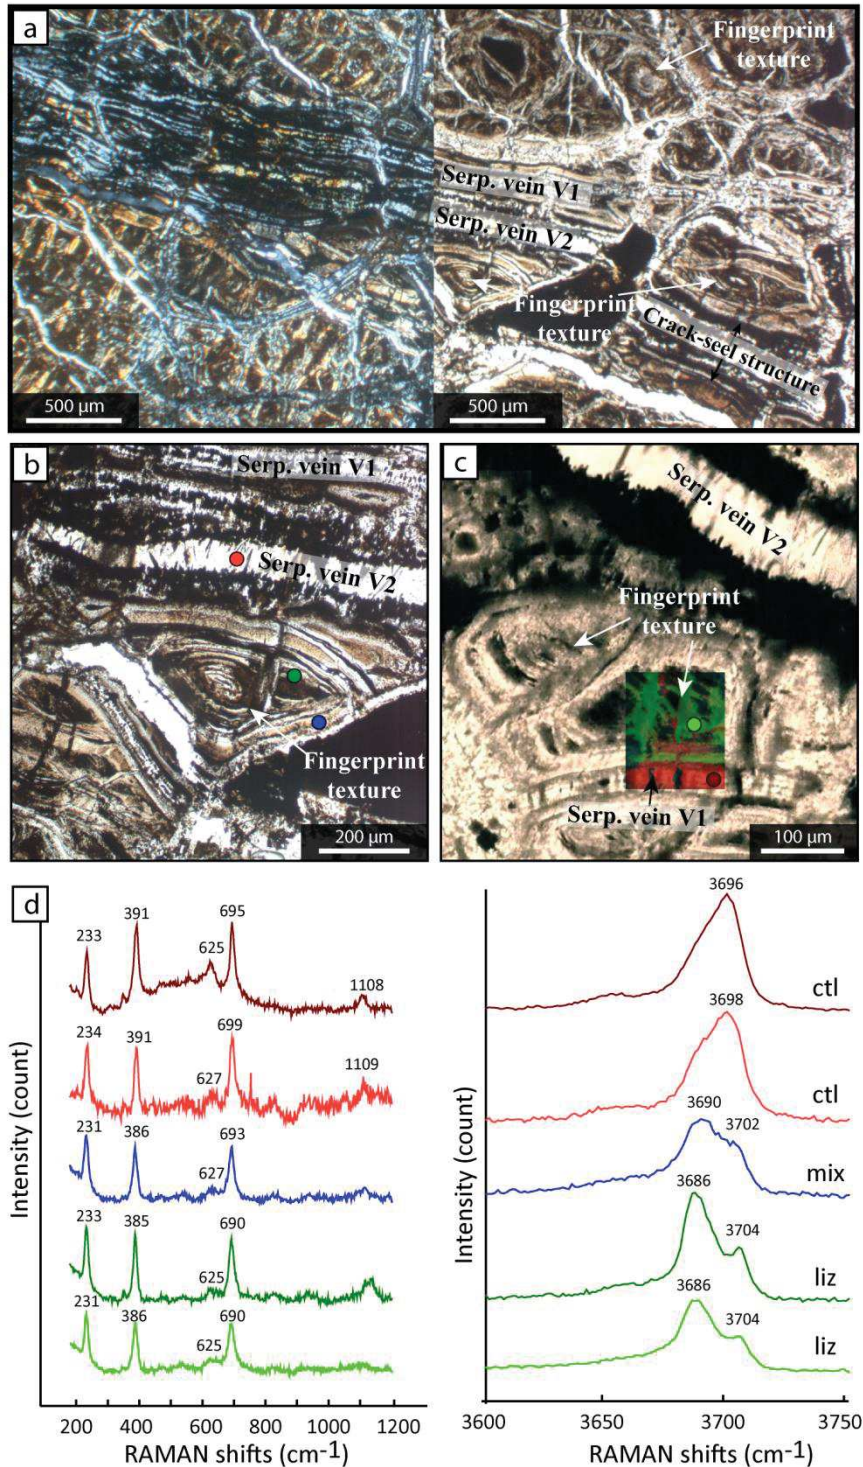 a
Fingerprint
texture
Serp. vein V1
Serp. vein V2
Fingerprint
texture
Crack-seel structure
500 µm
500 µm
b
Serp. vein V1
Serp. vein V2
Fingerprint
texture
200 µm
c
Serp. vein V2
Fingerprint
texture
Serp. vein V1
100 µm
d
Intensity (count)
233
391
625
695
1108
234
391
627
699
1109
231
386
627
693
233
385
625
690
231
386
625
690
200 400 600 800 1000 1200
RAMAN shifts (cm-1)
Intensity (count)
3696
ctl
3698
ctl
3690
3702
mix
3686
3704
liz
3686
3704
liz
3600 3650 3700 3750
RAMAN shifts (cm-1)